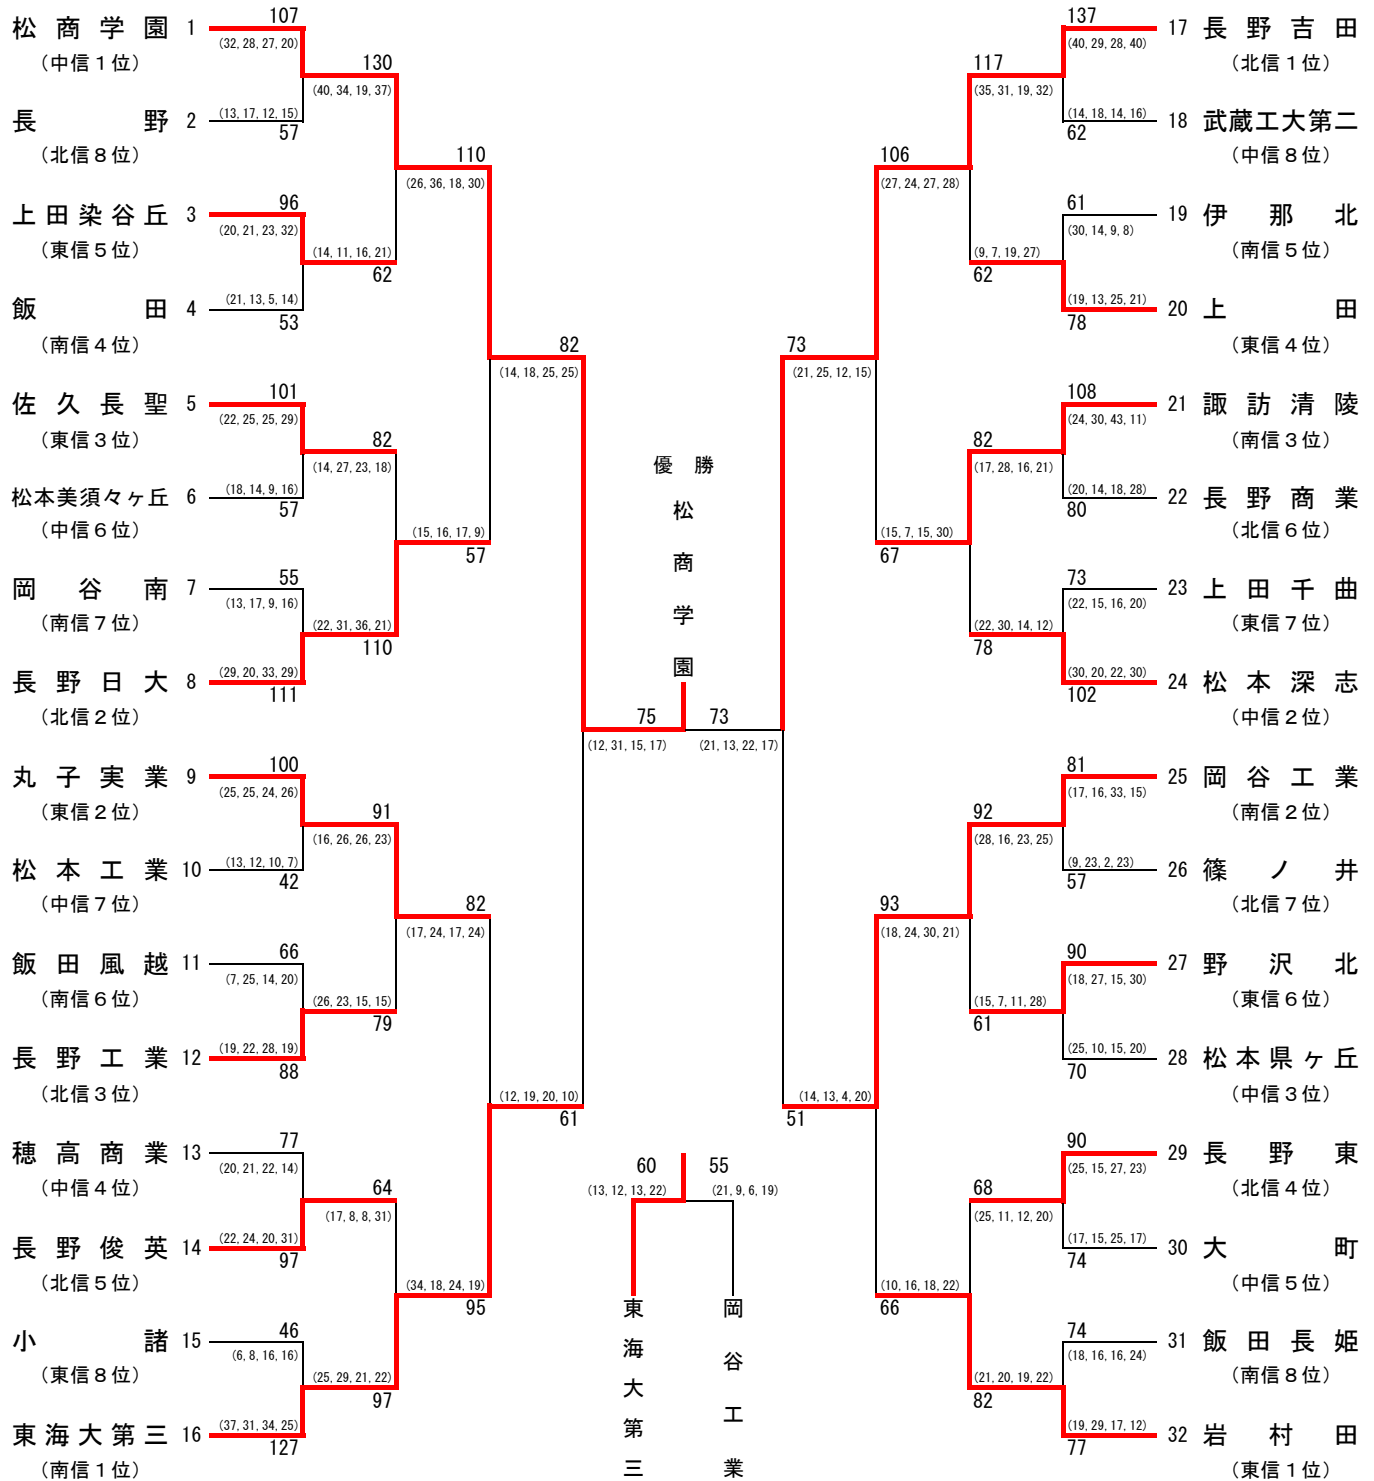 松商学園 1 107
(32, 28, 27, 20)
(中信1位)
130
(40, 34, 19, 37)
(13, 17, 12, 15)
長野 2 57
(北信8位)
110
(26, 36, 18, 30)
上田染谷丘 3 96
(20, 21, 23, 32)
(東信5位)
(14, 11, 16, 21)
62
(21, 13, 5, 14)
飯田 4 53
(南信4位)
82
(14, 18, 25, 25)
佐久長聖 5 101
(22, 25, 25, 29)
(東信3位)
82
(14, 27, 23, 18)
(18, 14, 9, 16)
松本美須々ヶ丘 6 57
(中信6位)
(15, 16, 17, 9)
57
岡谷南 7 55
(13, 17, 9, 16)
(南信7位)
(22, 31, 36, 21)
110
(29, 20, 33, 29)
長野日大 8 111
(北信2位)
丸子実業 9 100
(25, 25, 24, 26)
(東信2位)
91
(16, 26, 26, 23)
(13, 12, 10, 7)
松本工業 10 42
(中信7位)
82
(17, 24, 17, 24)
飯田風越 11 66
(7, 25, 14, 20)
(南信6位)
(26, 23, 15, 15)
79
(19, 22, 28, 19)
長野工業 12 88
(北信3位)
(12, 19, 20, 10)
61
穂高商業 13 77
(20, 21, 22, 14)
(中信4位)
64
(17, 8, 8, 31)
(22, 24, 20, 31)
長野俊英 14 97
(北信5位)
(34, 18, 24, 19)
95
小諸 15 46
(6, 8, 16, 16)
(東信8位)
(25, 29, 21, 22)
97
(37, 31, 34, 25)
東海大第三 16 127
(南信1位)
優勝
松商学園
75 73
(12, 31, 15, 17) (21, 13, 22, 17)
60 55
(13, 12, 13, 22) (21, 9, 6, 19)
東海大第三
岡谷工業
137 17 長野吉田
(40, 29, 28, 40)
(北信1位)
117
(35, 31, 19, 32)
(14, 18, 14, 16)
62 18 武蔵工大第二
(中信8位)
106
(27, 24, 27, 28)
61 19 伊那北
(30, 14, 9, 8)
(南信5位)
(9, 7, 19, 27)
62
(19, 13, 25, 21)
78 20 上田
(東信4位)
73
(21, 25, 12, 15)
108 21 諏訪清陵
(24, 30, 43, 11)
(南信3位)
82
(17, 28, 16, 21)
(20, 14, 18, 28)
80 22 長野商業
(北信6位)
(15, 7, 15, 30)
67
73 23 上田千曲
(22, 15, 16, 20)
(東信7位)
(22, 30, 14, 12)
78
(30, 20, 22, 30)
102 24 松本深志
(中信2位)
81 25 岡谷工業
(17, 16, 33, 15)
(南信2位)
92
(28, 16, 23, 25)
(9, 23, 2, 23)
57 26 篠ノ井
(北信7位)
93
(18, 24, 30, 21)
90 27 野沢北
(18, 27, 15, 30)
(東信6位)
(15, 7, 11, 28)
61
(25, 10, 15, 20)
70 28 松本県ヶ丘
(中信3位)
(14, 13, 4, 20)
51
90 29 長野東
(25, 15, 27, 23)
(北信4位)
68
(25, 11, 12, 20)
(17, 15, 25, 17)
74 30 大町
(中信5位)
(10, 16, 18, 22)
66
74 31 飯田長姫
(18, 16, 16, 24)
(南信8位)
(21, 20, 19, 22)
82
(19, 29, 17, 12)
77 32 岩村田
(東信1位)